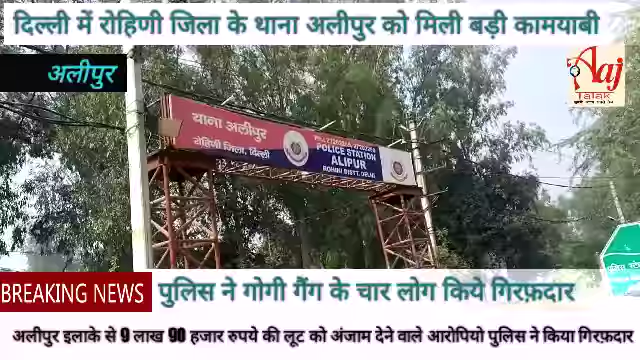 दिल्ली में रोहिणी जिला के थाना अलीपुर को मिली बड़ी कामयाबी
Aaj
Talak
अलीपुर
थाना अलीपुर
रोहिणी जिला, दिल्ली
POLICE STATION
ALIPUR
ROHINI DISTT. DELHI
BREAKING NEWS
पुलिस ने गोगी गैंग के चार लोग किये गिरफ़दार
अलीपुर इलाके से 9 लाख 90 हजार रुपये की लूट को अंजाम देने वाले आरोपियो पुलिस ने किया गिरफ़दार